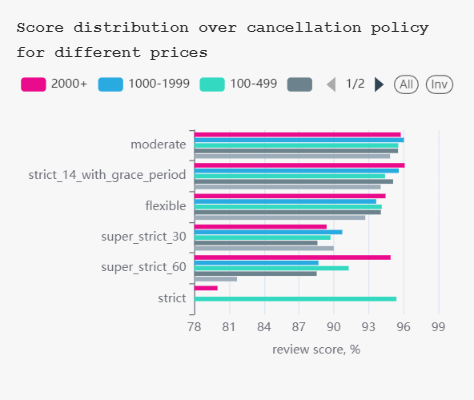 Score distribution over cancellation policy
for different prices
2000+ 1000-1999 100-499 1/2 All Inv
moderate
strict_14_with_grace_period
flexible
super_strict_30
super_strict_60
strict
78 81 84 87 90 93 96 99
review score, %